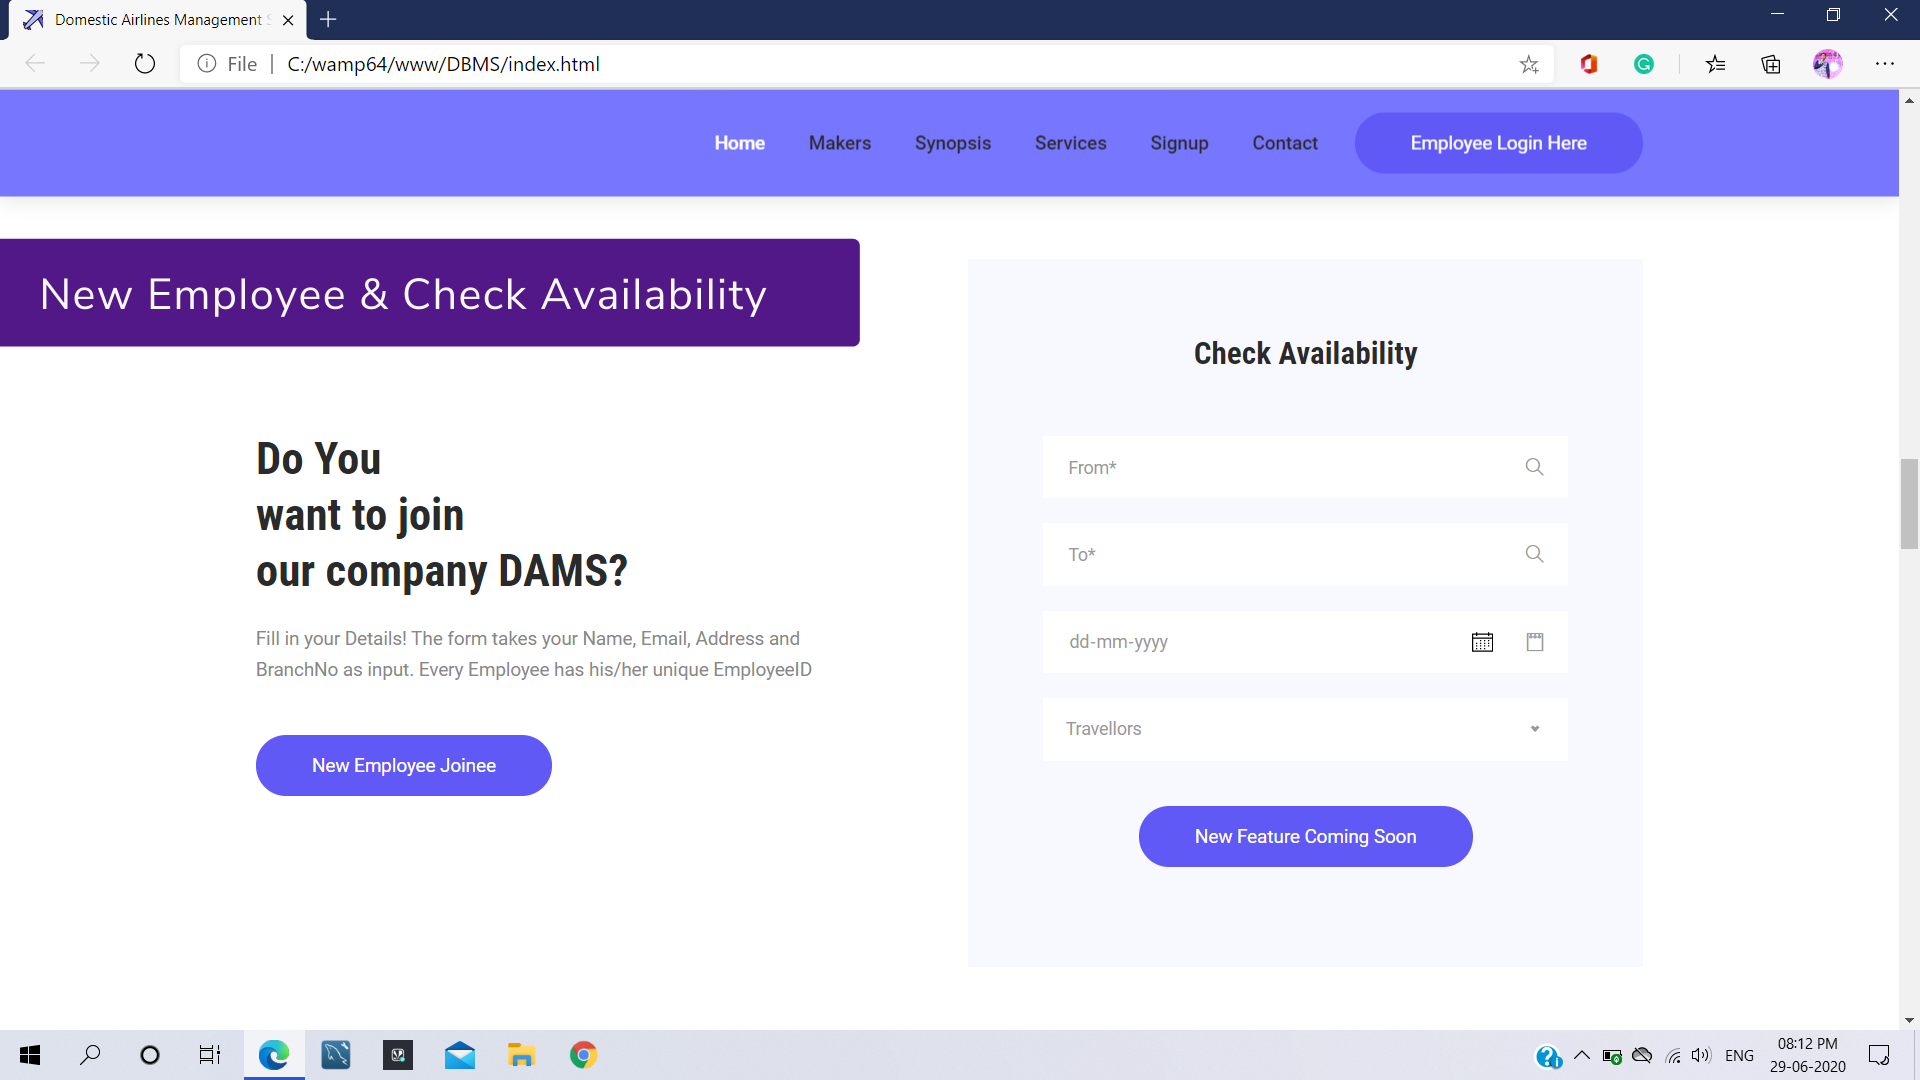 Domestic Airlines Management
File
C:/wamp64/www/DBMS/index.html
Home
Makers
Synopsis
Services
Signup
Contact
Employee Login Here
New Employee & Check Availability
Check Availability
Do You
want to join
our company DAMS?
Fill in your Details! The form takes your Name, Email, Address and
BranchNo as input. Every Employee has his/her unique EmployeeID
New Employee Joinee
From*
To*
dd-mm-yyyy
Travellors
New Feature Coming Soon
ENG
08:12 PM
29-06-2020